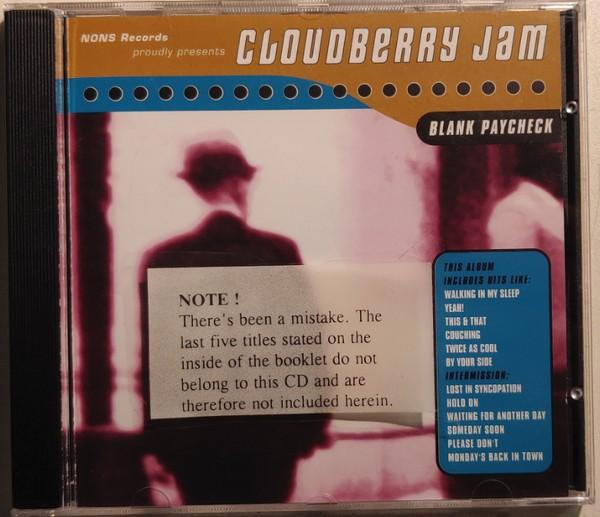 NONS Records
proudly presents
CLOUDBERRY JAM
BLANK PAYCHECK
NOTE !
There's been a mistake. The
last five titles stated on the
inside of the booklet do not
belong to this CD and are
therefore not included herein.
THIS ALBUM
INCLUDES HITS LIKE:
WALKING IN MY SLEEP
YEAH!
THIS & THAT
COUCHING
TWICE AS COOL
BY YOUR SIDE
INTERMISSION:
LOST IN SYNCOPATION
HOLD ON
WAITING FOR ANOTHER DAY
SOMEDAY SOON
PLEASE DON'T
MONDAY'S BACK IN TOWN